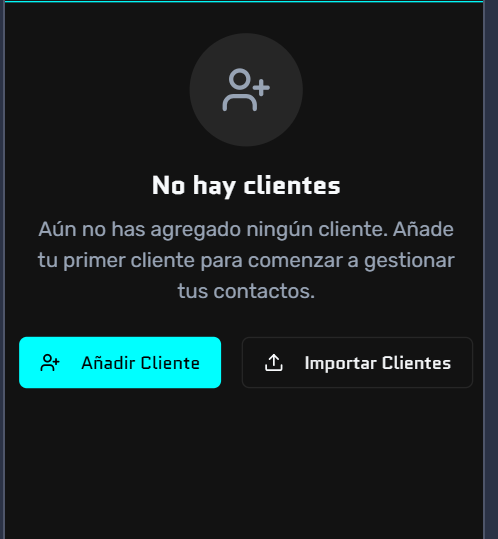 No hay clientes
Aún no has agregado ningún cliente. Añade
tu primer cliente para comenzar a gestionar
tus contactos.
Añadir Cliente
Importar Clientes